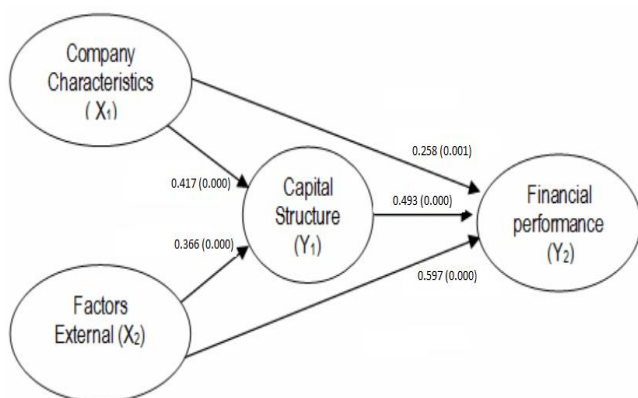 Company
Characteristics
( X₁)
0.258 (0.001)
0.417 (0.000)
Capital
Structure
(Y₁)
0.493 (0.000)
Financial
performance
(Y₂)
0.366 (0.000)
0.597 (0.000)
Factors
External (X₂)